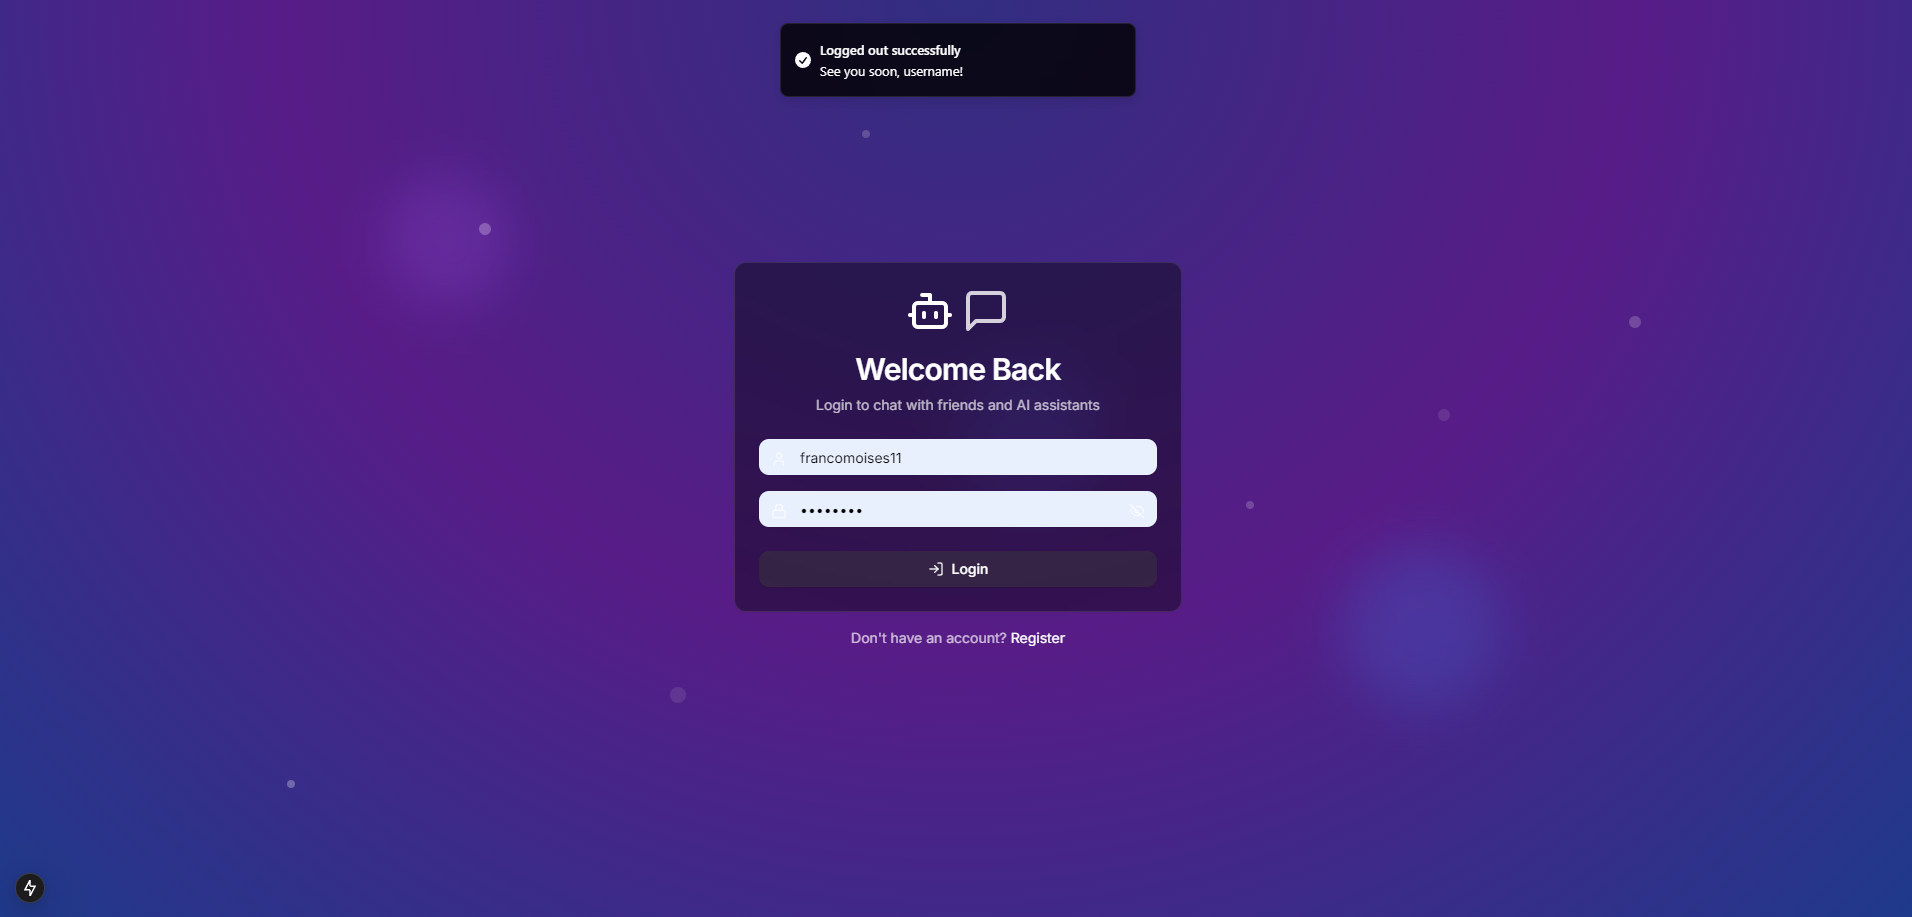 Logged out successfully
See you soon, username!
Welcome Back
Login to chat with friends and AI assistants
francomoises11
••••••••
Login
Don't have an account? Register